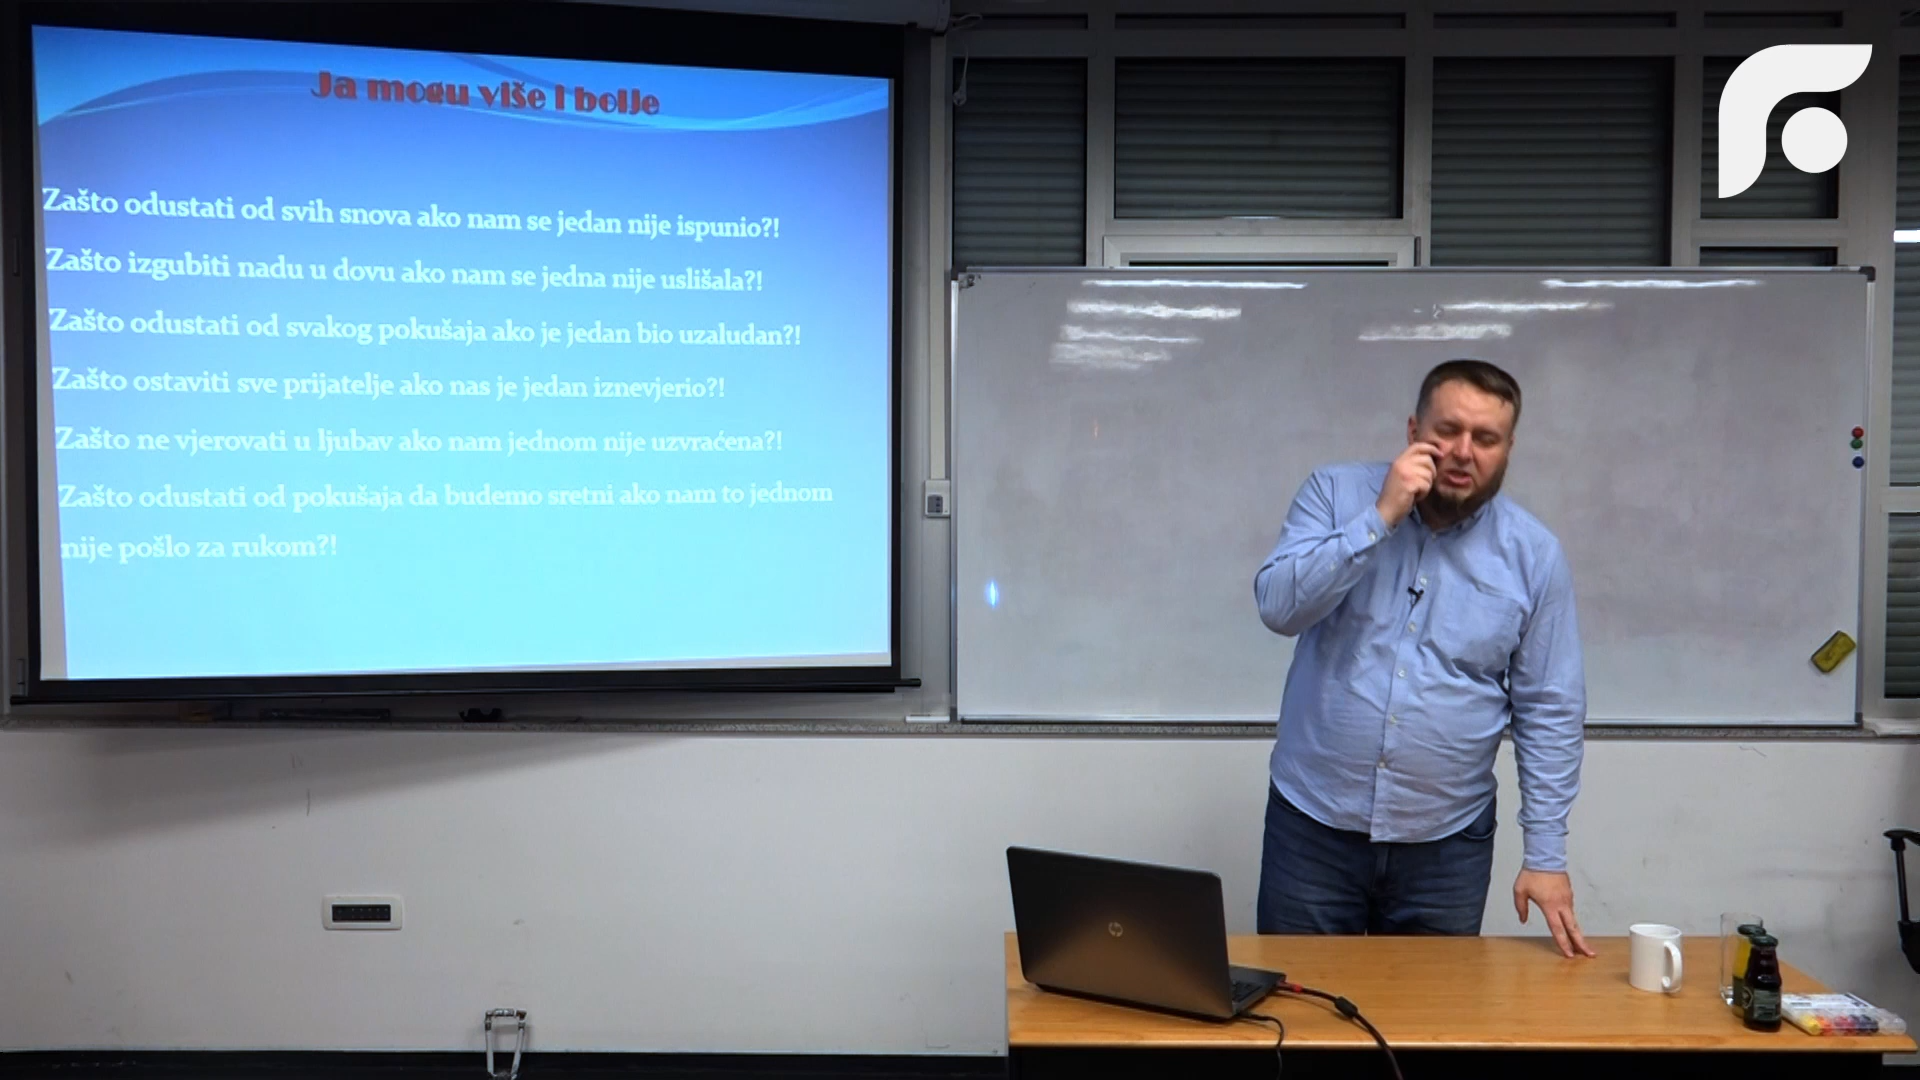 Ja mogu više I bolje
Zašto odustati od svih snova ako nam se jedan nije ispunio?!
Zašto izgubiti nadu u dovu ako nam se jedna nije uslišala?!
Zašto odustati od svakog pokušaja ako je jedan bio uzaludan?!
Zašto ostaviti sve prijatelje ako nas je jedan iznevjerio?!
Zašto ne vjerovati u ljubav ako nam jednom nije uzvraćena?!
Zašto odustati od pokušaja da budemo sretni ako nam to jednom
nije pošlo za rukom?!
hp